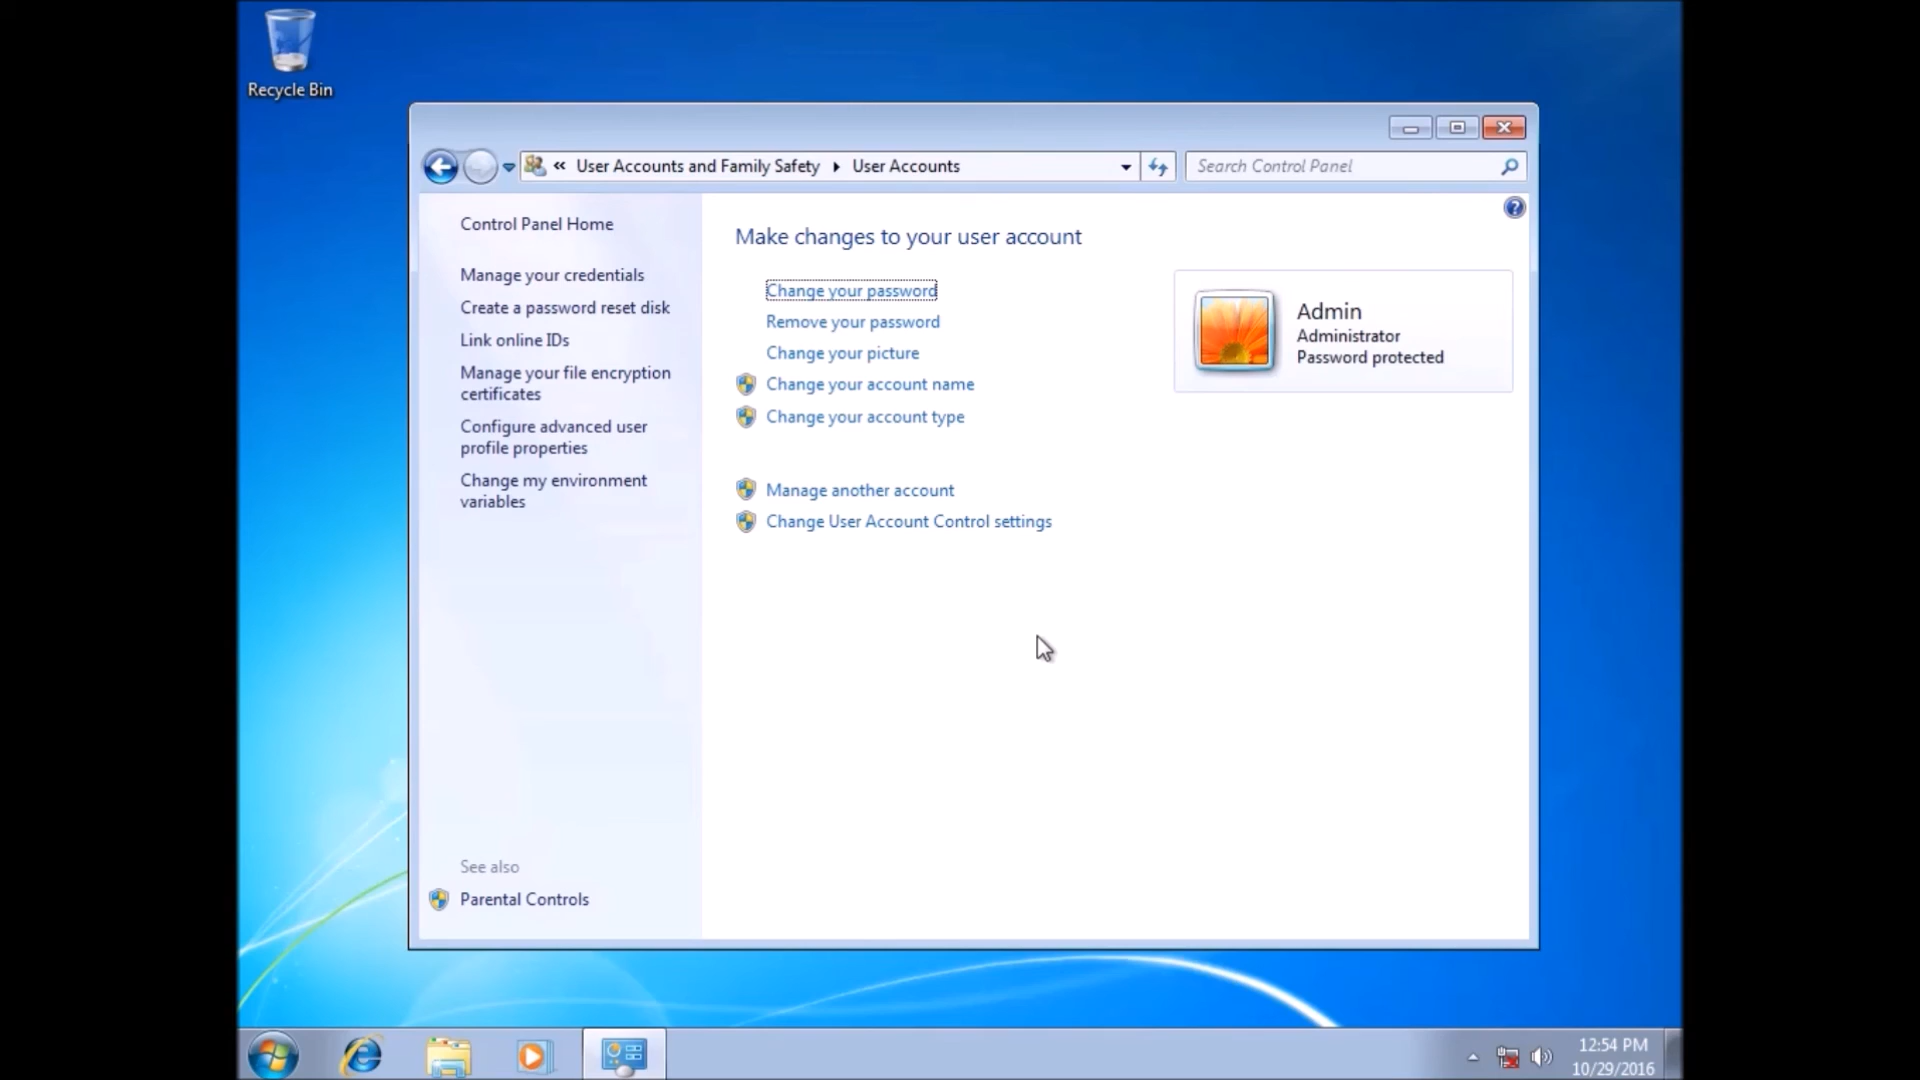 Recycle Bin
« User Accounts and Family Safety User Accounts
Search Control Panel
Control Panel Home
Manage your credentials
Create a password reset disk
Link online IDs
Manage your file encryption
certificates
Configure advanced user
profile properties
Change my environment
variables
See also
Parental Controls
Make changes to your user account
Change your password
Remove your password
Change your picture
Change your account name
Change your account type
Manage another account
Change User Account Control settings
Admin
Administrator
Password protected
12:54 PM
10/29/2016